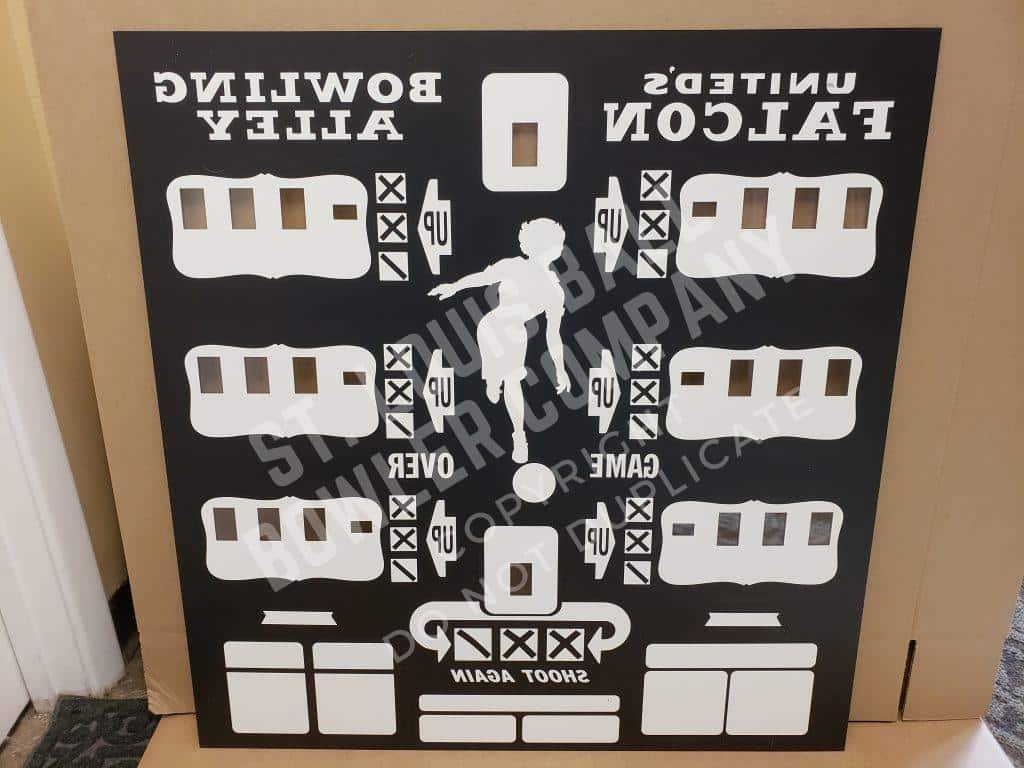 BOWLING
ALLEY
UNITED'S
FALCON
UP
UP
UP
UP
OVER
GAME
UP
UP
SHOOT AGAIN
ST. LOUIS BALL
BOWLER COMPANY
COPYRIGHT
DO NOT DUPLICATE